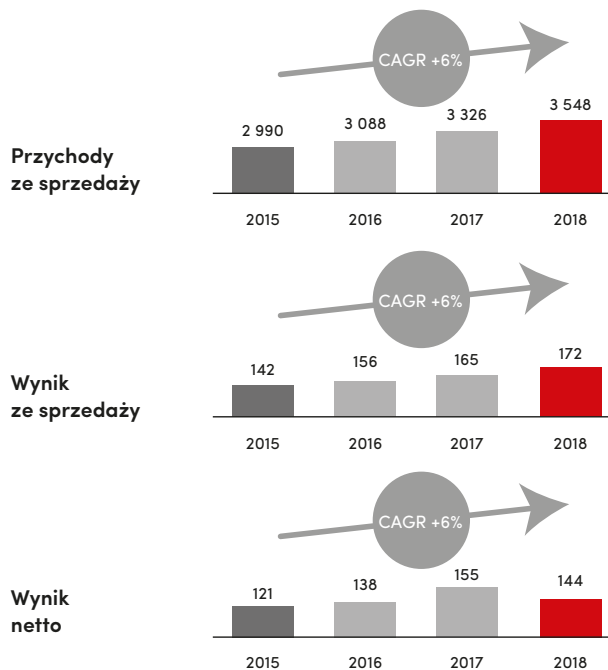 CAGR +6%
2 990
3 088
3 326
3 548
Przychody
ze sprzedaży
2015
2016
2017
2018
CAGR +6%
142
156
165
172
Wynik
ze sprzedaży
2015
2016
2017
2018
CAGR +6%
121
138
155
144
Wynik
netto
2015
2016
2017
2018